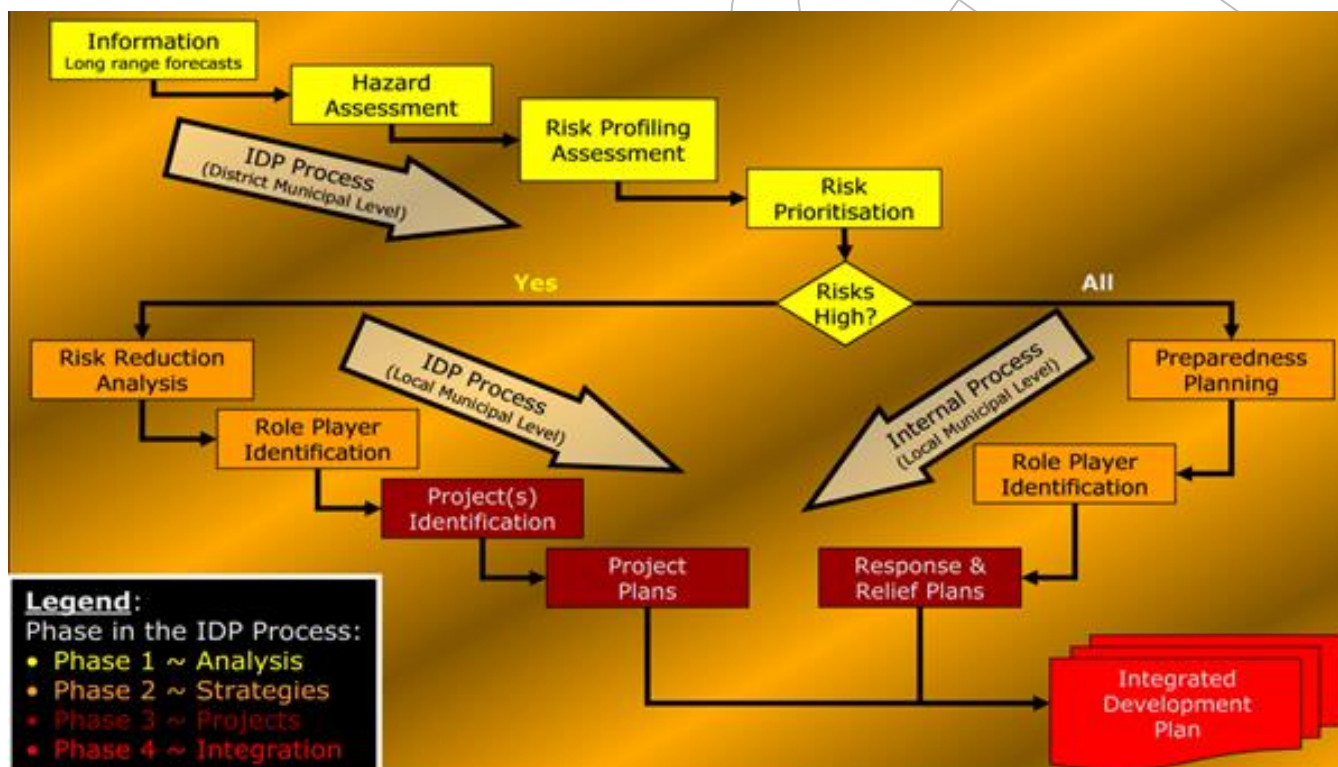 Information
Long range forecasts
Hazard
Assessment
Risk Profiling
Assessment
IDP Process
(District Municipal Level)
Risk
Prioritisation
Yes
Risks
High?
All
Risk Reduction
Analysis
IDP Process
(Local Municipal Level)
Internal Process
(Local Municipal Level)
Preparedness
Planning
Role Player
Identification
Role Player
Identification
Project(s)
Identification
Project
Plans
Response &
Relief Plans
Legend:
Phase in the IDP Process:
• Phase 1 ~ Analysis
• Phase 2 ~ Strategies
• Phase 3 ~ Projects
• Phase 4 ~ Integration
Integrated
Development
Plan